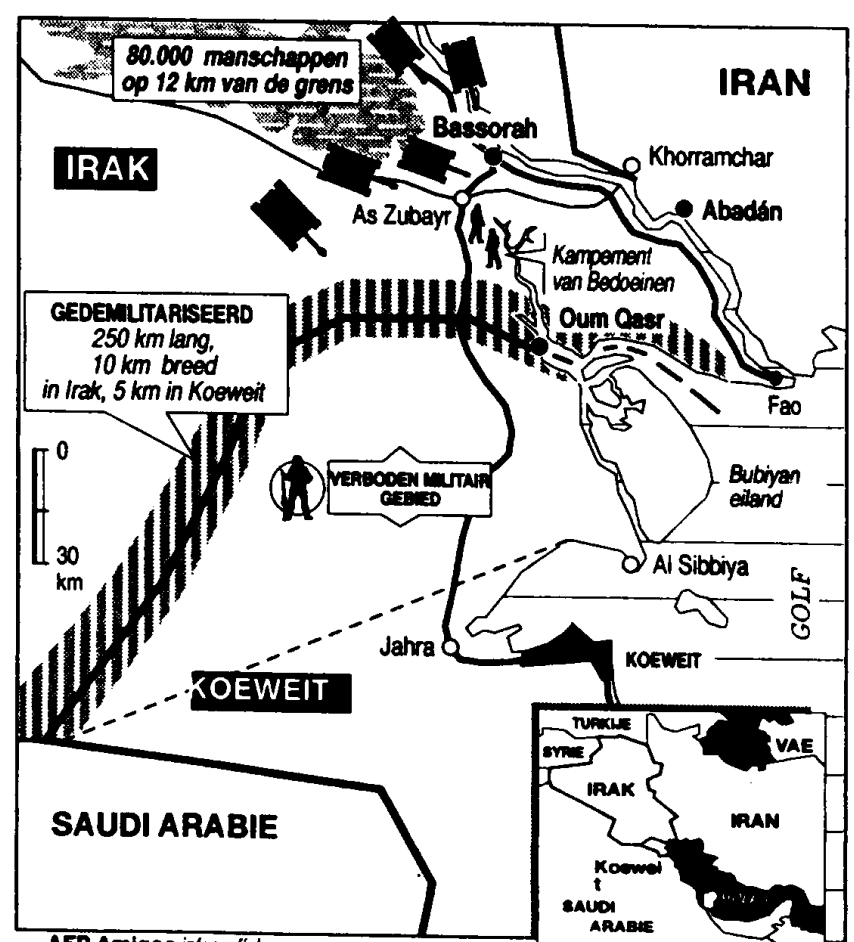 80.000 manschappen
op 12 km van de grens
IRAN
Bassorah
IRAK
Khorramchar
As Zubayr
Abadán
Kampement
van Bedoeinen
GEDEMILITARISEERD
250 km lang,
10 km breed
in Irak, 5 km in Koeweit
Oum Qasr
Fao
0
30
km
VERBODEN MILITAIR
GEBIED
Bubiyan
eiland
Al Sibbiya
GOLF
Jahra
KOEWEIT
KOEWEIT
SAUDI ARABIE
TURKIJE
SYRIE
VAE
IRAK
IRAN
Koewei
t
SAUDI
ARABIE
AFP Amigoe